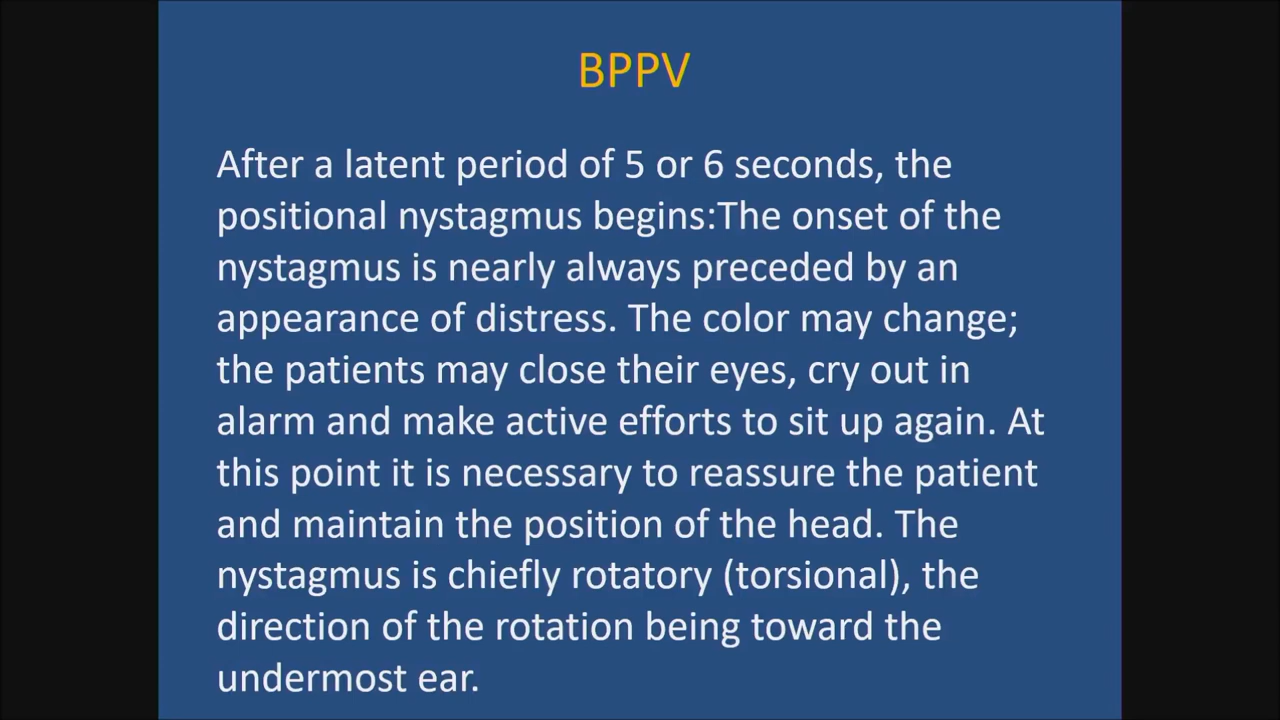 BPPV
After a latent period of 5 or 6 seconds, the
positional nystagmus begins:The onset of the
nystagmus is nearly always preceded by an
appearance of distress. The color may change;
the patients may close their eyes, cry out in
alarm and make active efforts to sit up again. At
this point it is necessary to reassure the patient
and maintain the position of the head. The
nystagmus is chiefly rotatory (torsional), the
direction of the rotation being toward the
undermost ear.